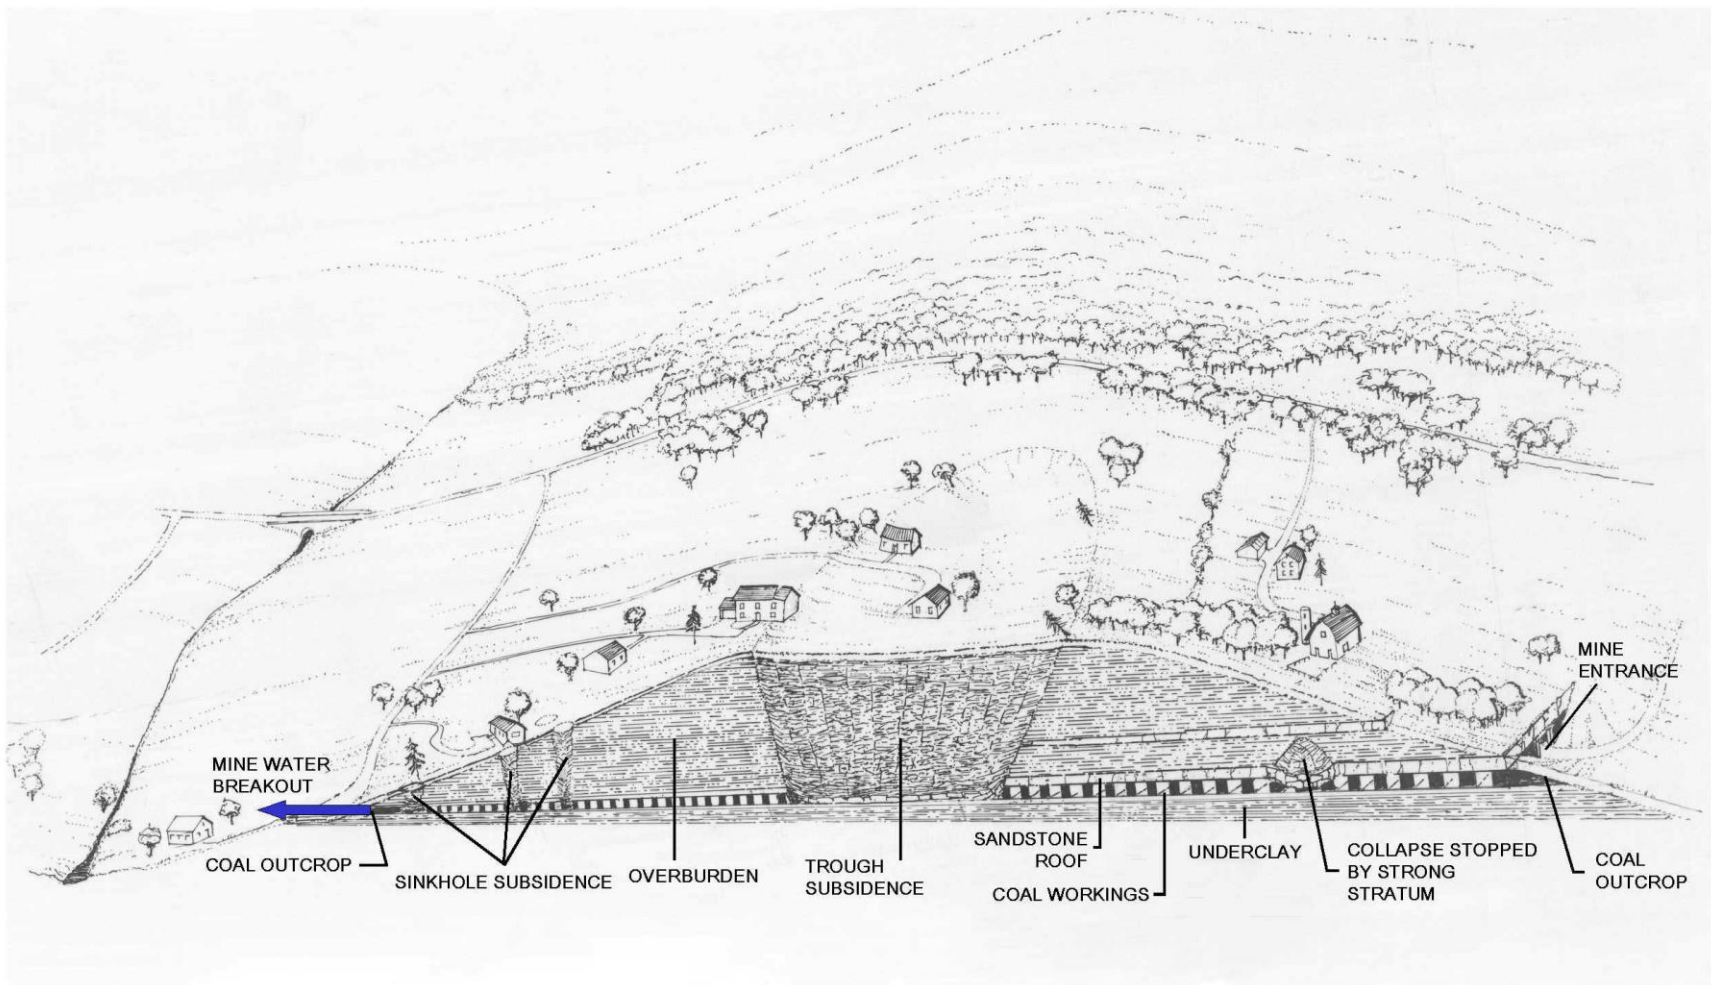 MINE
ENTRANCE
MINE WATER
BREAKOUT
COAL OUTCROP
SINKHOLE SUBSIDENCE
OVERBURDEN
TROUGH
SUBSIDENCE
SANDSTONE
ROOF
COAL WORKINGS
UNDERCLAY
COLLAPSE STOPPED
BY STRONG
STRATUM
COAL
OUTCROP